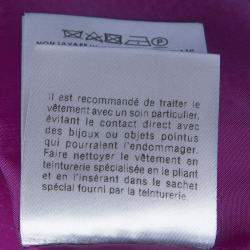 NON LAVABLE
Il est recommandé de traiter le
vêtement avec un soin particulier,
évitant le contact direct avec
des bijoux ou objets pointus
qui pourraient l'endommager.
Faire nettoyer le vêtement en
teinturerie spécialisée en le pliant
et en l'insérant dans le sachet
spécial fourni par la teinturerie